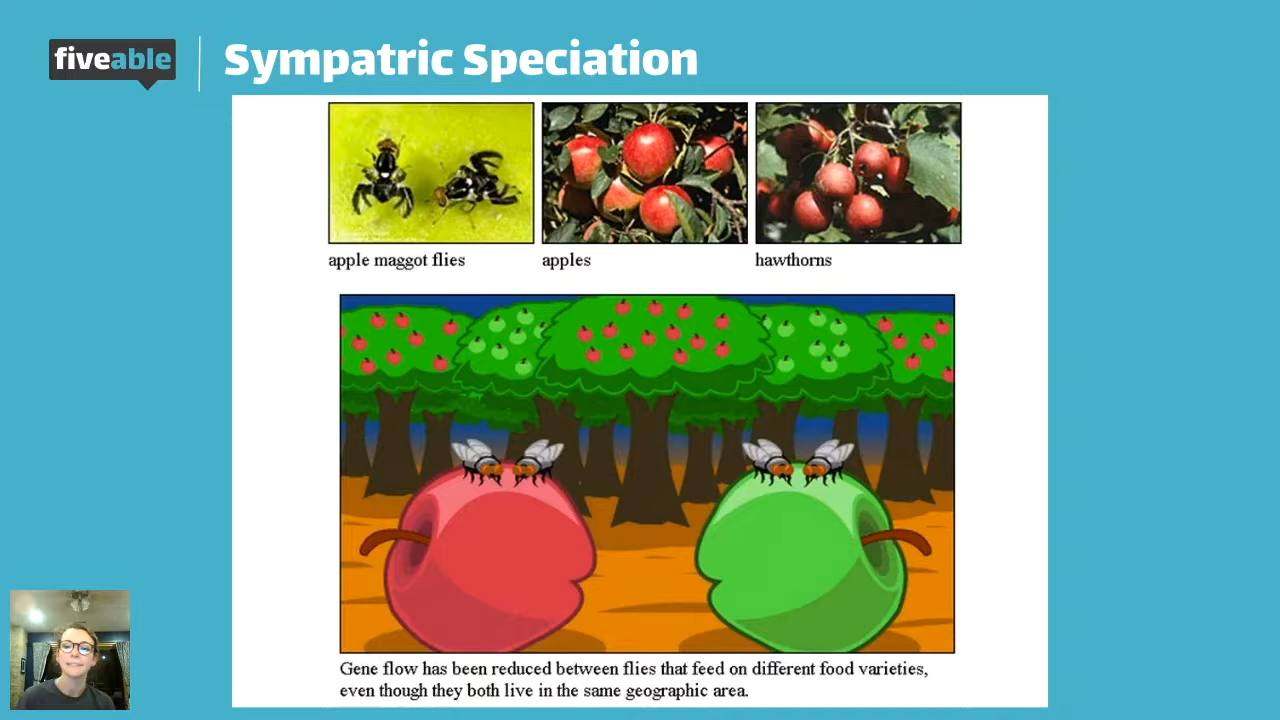 fiveable
Sympatric Speciation
apple maggot flies
apples
hawthorns
Gene flow has been reduced between flies that feed on different food varieties,
even though they both live in the same geographic area.